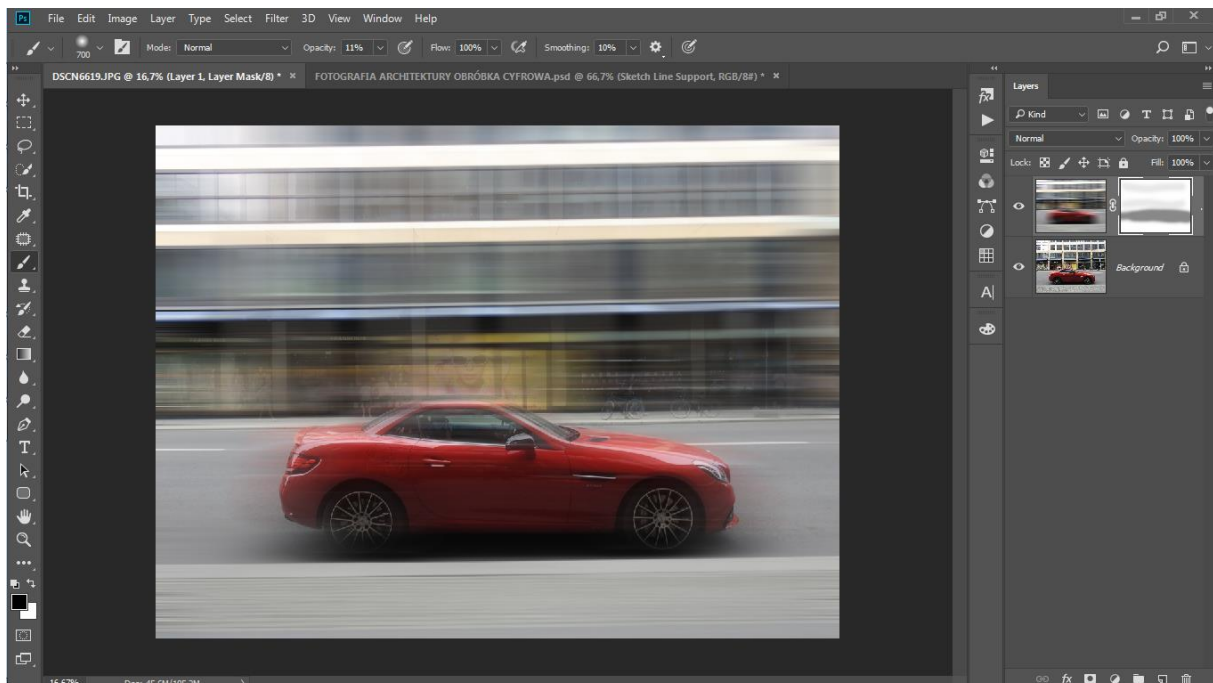 Ps File Edit Image Layer Type Select Filter 3D View Window Help
700 Mode: Normal Opacity: 11% Flow: 100% Smoothing: 10%
DSCN6619.JPG @ 16,7% (Layer 1, Layer Mask/8) * × FOTOGRAFIA ARCHITEKTURY OBRÓBKA CYFROWA.psd @ 66,7% (Sketch Line Support, RGB/8#) * ×
Layers
Kind
Normal Opacity: 100%
Lock: Fill: 100%
Background
16,67%